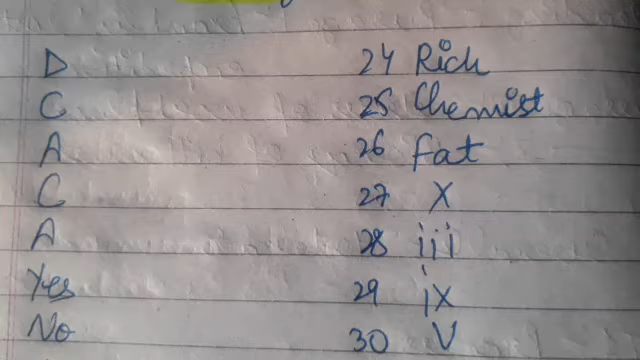 D 24 Rich
C 25 Chemist
A 26 Fat
C 27 X
A 28 iii
Yes 29 ix
No 30 V